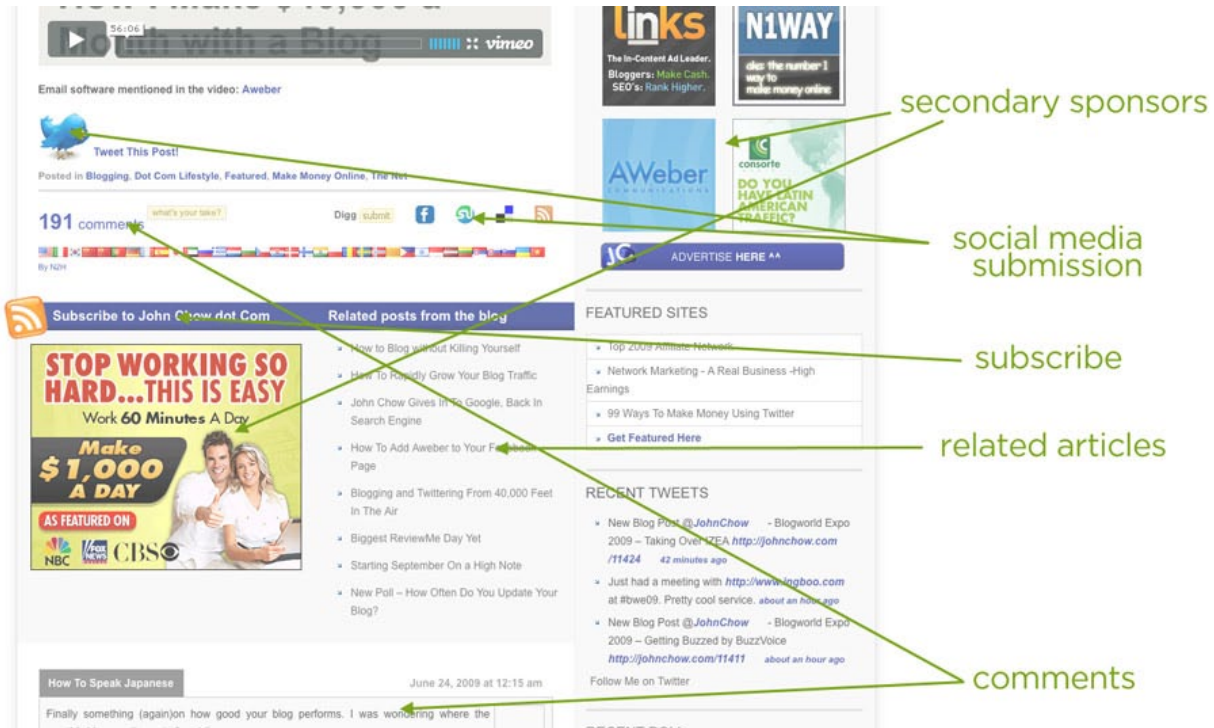 How I Make $40,000 a
Month with a Blog
56:06
vimeo
Email software mentioned in the video: Aweber
Tweet This Post!
Posted in Blogging, Dot Com Lifestyle, Featured, Make Money Online, The Net
191 comments
what's your take?
Digg submit
By N2H
Subscribe to John Chow dot Com
STOP WORKING SO
HARD...THIS IS EASY
Work 60 Minutes A Day
Make
$1,000
A DAY
AS FEATURED ON
NBC FOX NEWS CBS
Related posts from the blog
How to Blog without Killing Yourself
How To Rapidly Grow Your Blog Traffic
John Chow Gives In To Google, Back In
Search Engine
How To Add Aweber to Your Facebook
Page
Blogging and Twittering From 40,000 Feet
In The Air
Biggest ReviewMe Day Yet
Starting September On a High Note
New Poll – How Often Do You Update Your
Blog?
How To Speak Japanese
June 24, 2009 at 12:15 am
Finally something (again)on how good your blog performs. I was wondering where the
links
The In-Content Ad Leader.
Bloggers: Make Cash.
SEO's: Rank Higher.
N1WAY
aka: the number 1
way to
make money online
AWeber
COMMUNICATIONS
consorte
DO YOU
HAVE LATIN
AMERICAN
TRAFFIC?
JC ADVERTISE HERE ^^
FEATURED SITES
Top 2009 Affiliate Network
Network Marketing - A Real Business -High
Earnings
99 Ways To Make Money Using Twitter
Get Featured Here
RECENT TWEETS
New Blog Post @JohnChow - Blogworld Expo
2009 – Taking Over IZEA http://johnchow.com
/11424 42 minutes ago
Just had a meeting with http://www.ingboo.com
at #bwe09. Pretty cool service. about an hour ago
New Blog Post @JohnChow - Blogworld Expo
2009 – Getting Buzzed by BuzzVoice
http://johnchow.com/11411 about an hour ago
Follow Me on Twitter
secondary sponsors
social media
submission
subscribe
related articles
comments